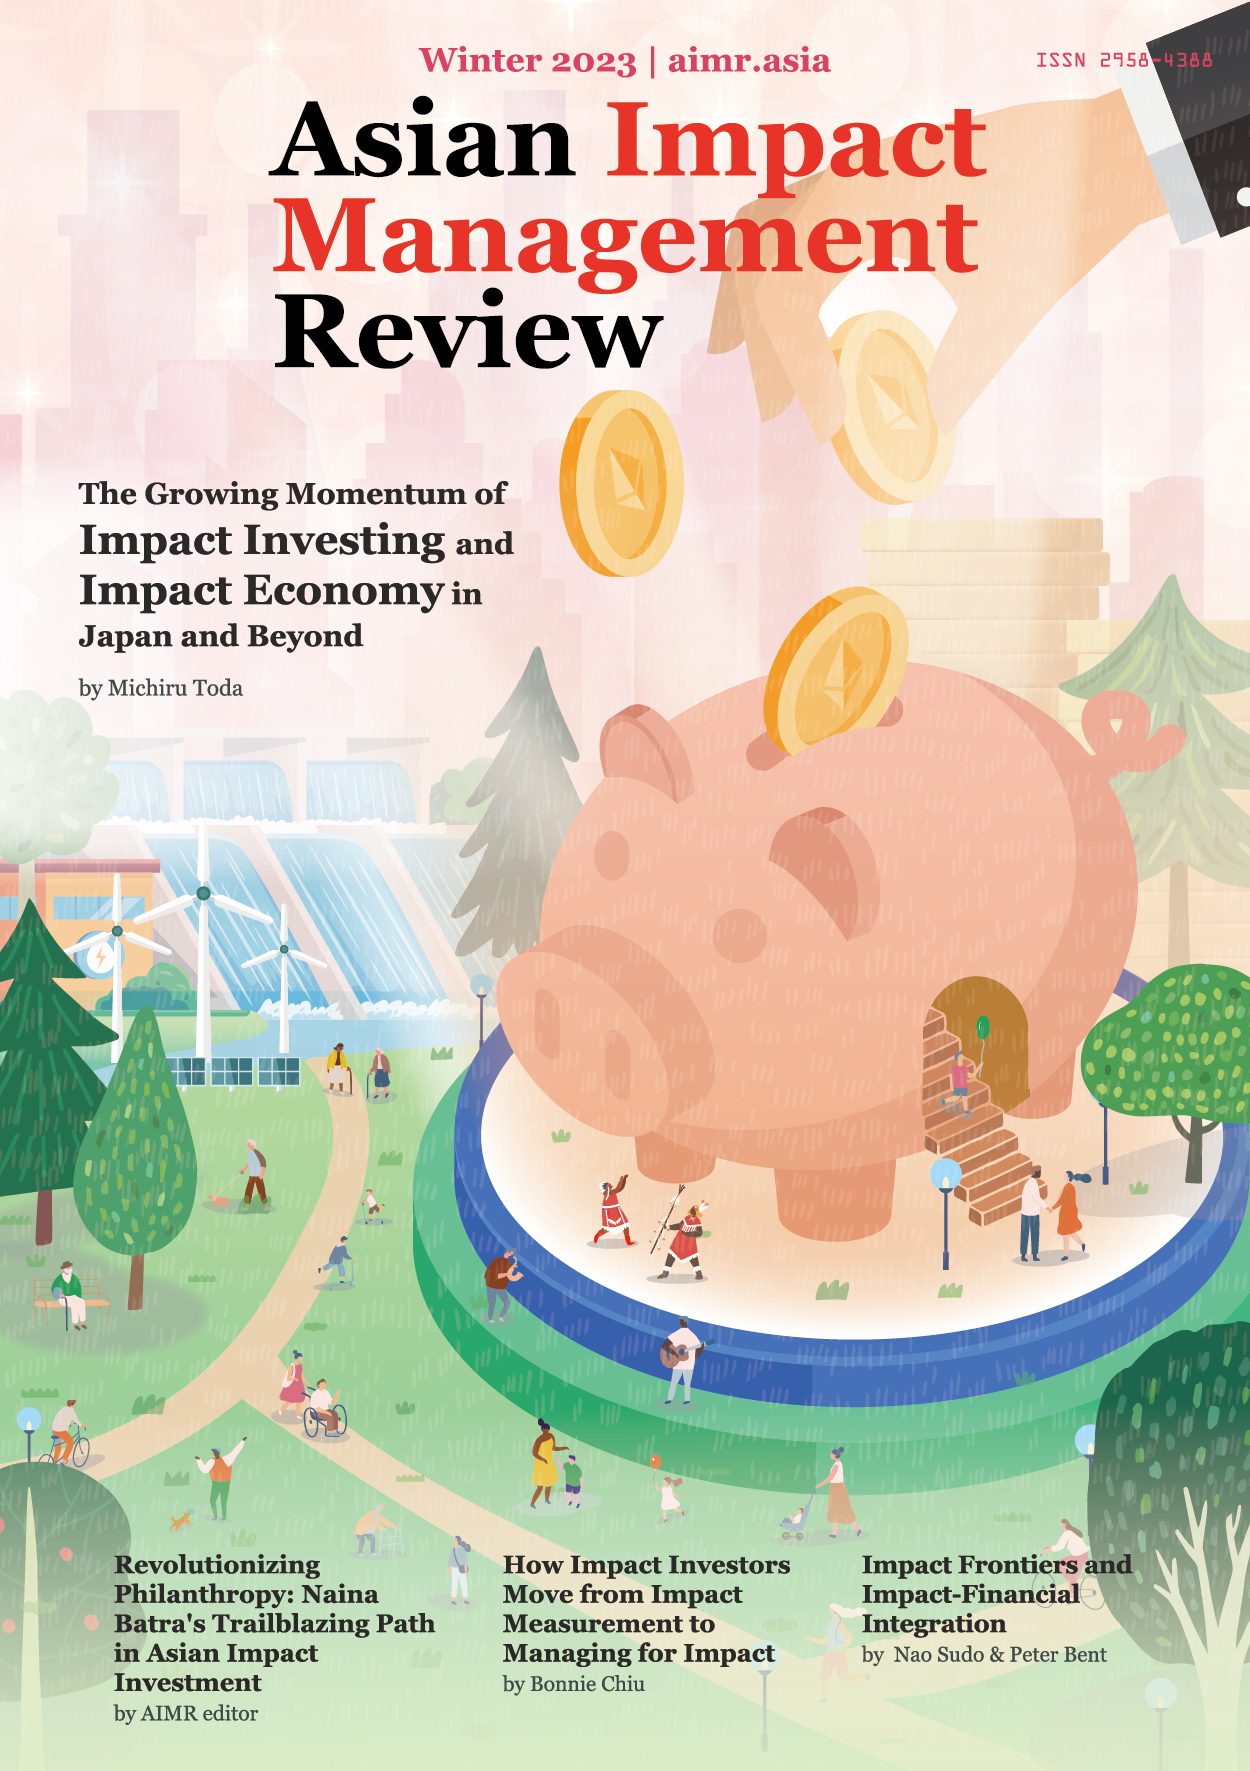 Winter 2023 | aimr.asia
ISSN 2958-4388
Asian Impact
Management
Review
The Growing Momentum of
Impact Investing and
Impact Economy in
Japan and Beyond
by Michiru Toda
Revolutionizing
Philanthropy: Naina
Batra's Trailblazing Path
in Asian Impact
Investment
by AIMR editor
How Impact Investors
Move from Impact
Measurement to
Managing for Impact
by Bonnie Chiu
Impact Frontiers and
Impact-Financial
Integration
by Nao Sudo & Peter Bent